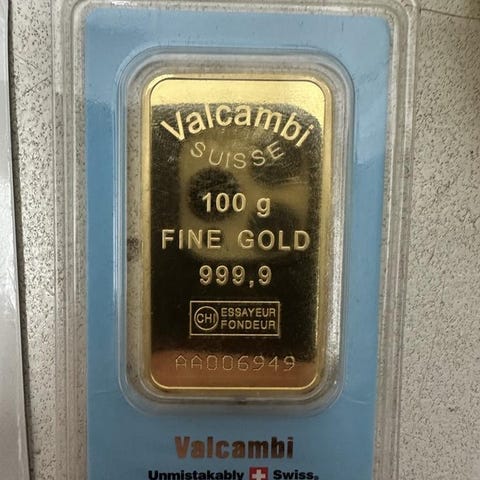 Valcambi
SUISSE
100 g
FINE GOLD
999,9
CHI ESSAYEUR
FONDEUR
AA006949
Valcambi
Unmistakably Swiss.